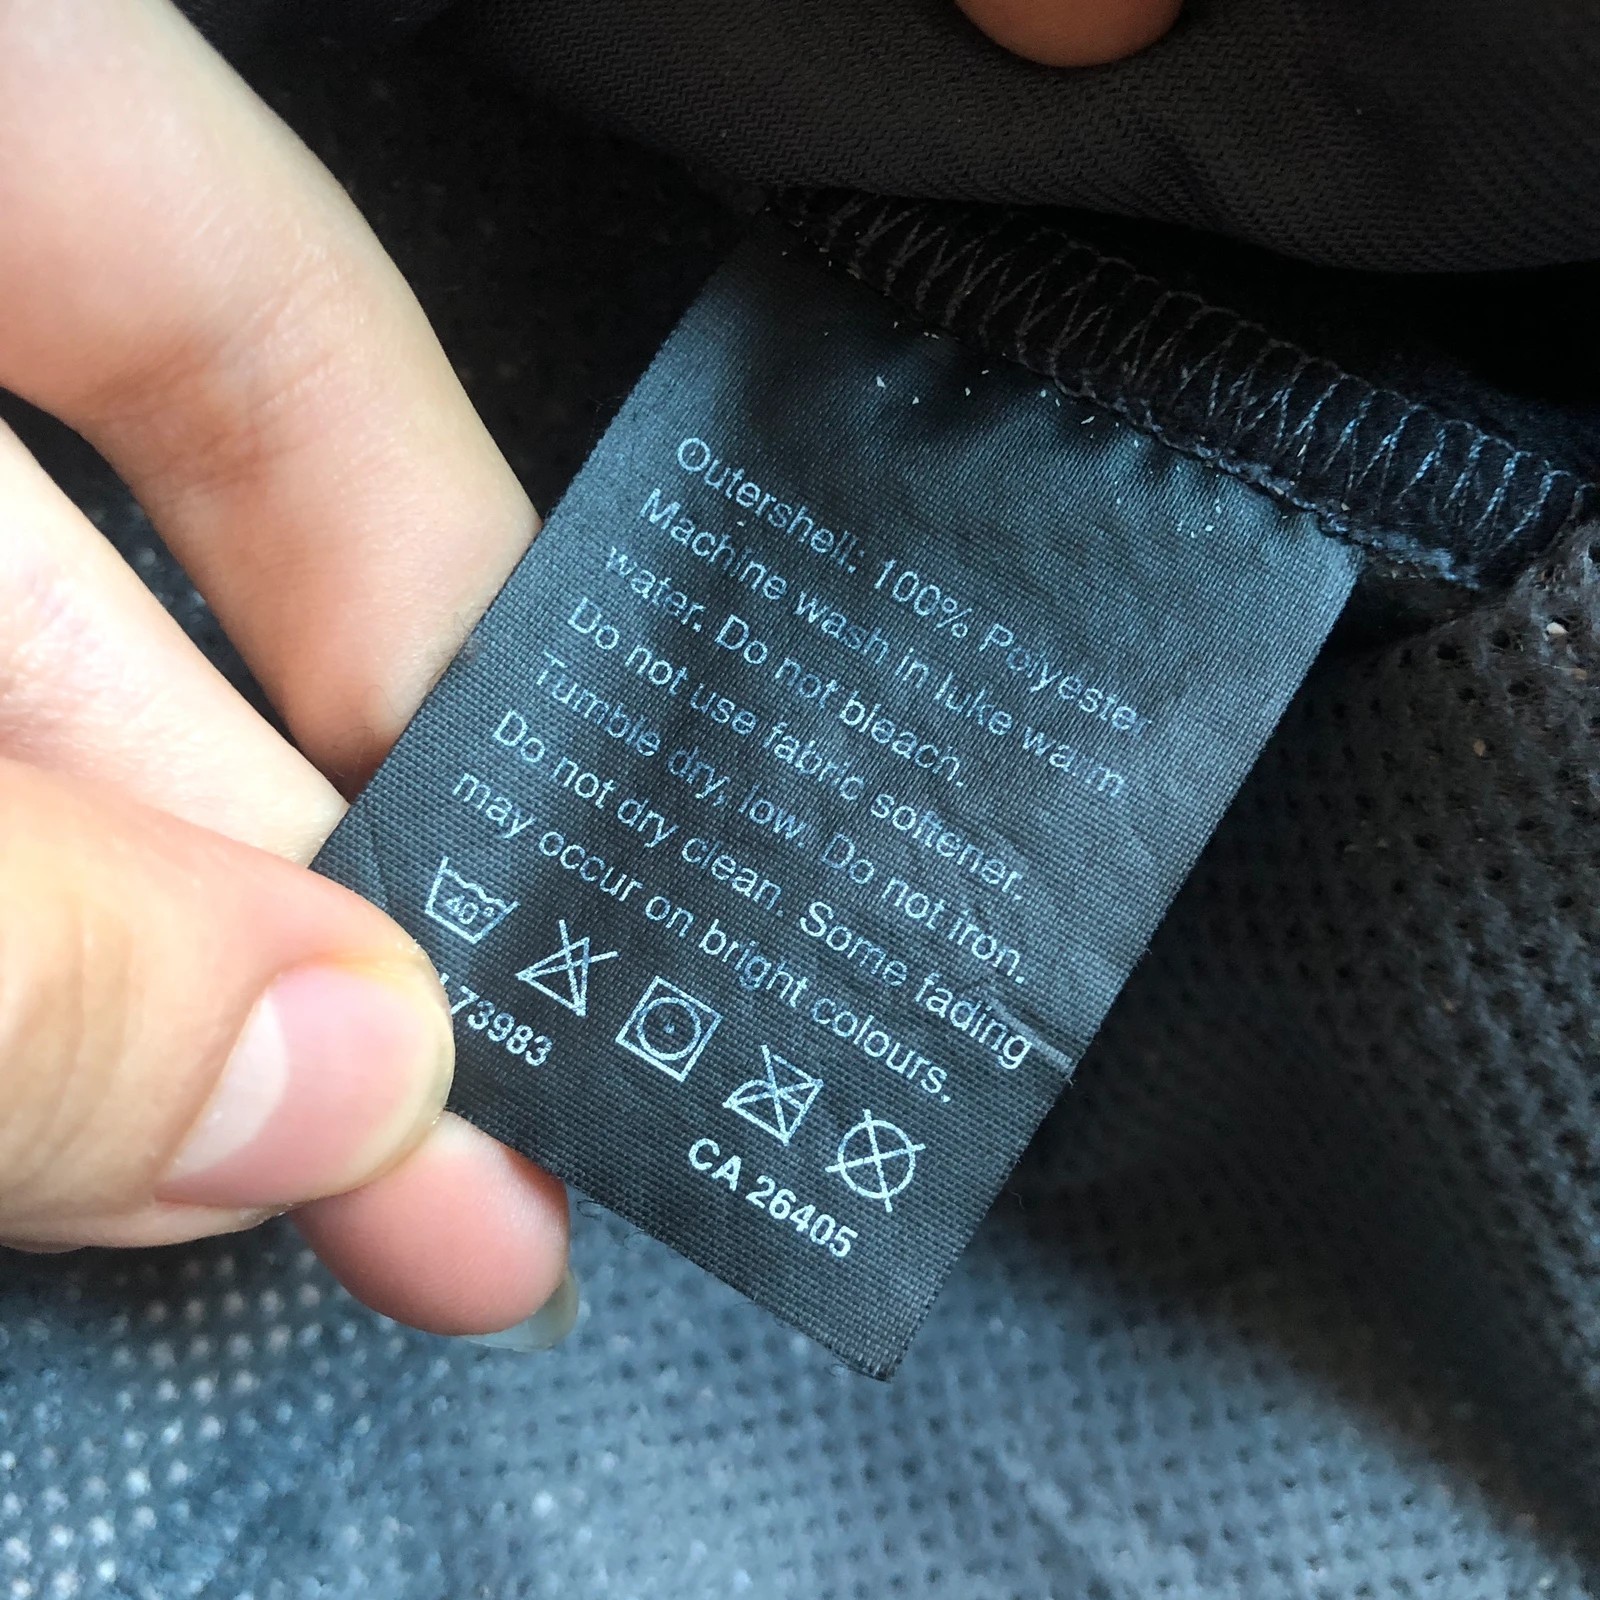 Outershell: 100% Polyester
Machine wash in luke warm
water. Do not bleach.
Do not use fabric softener.
Tumble dry, low. Do not iron.
Do not dry clean. Some fading
may occur on bright colours.
40°
73983
CA 26405